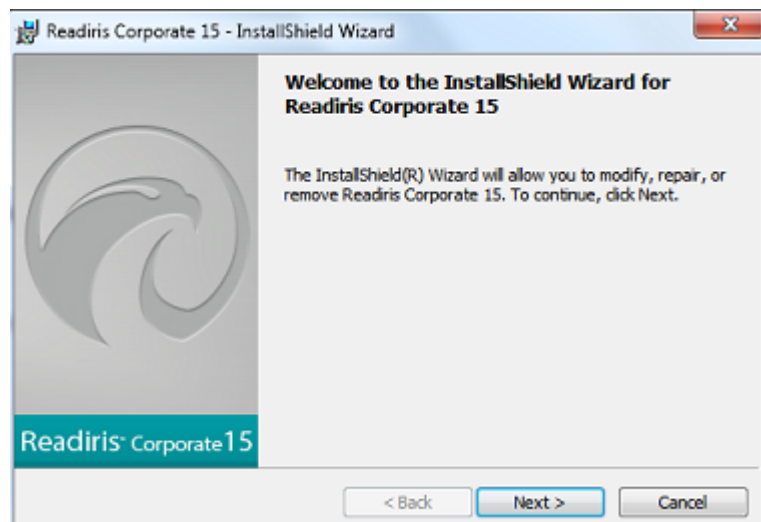 Readiris Corporate 15 - InstallShield Wizard
Welcome to the InstallShield Wizard for
Readiris Corporate 15
The InstallShield(R) Wizard will allow you to modify, repair, or
remove Readiris Corporate 15. To continue, click Next.
Readiris™ Corporate 15
< Back Next > Cancel